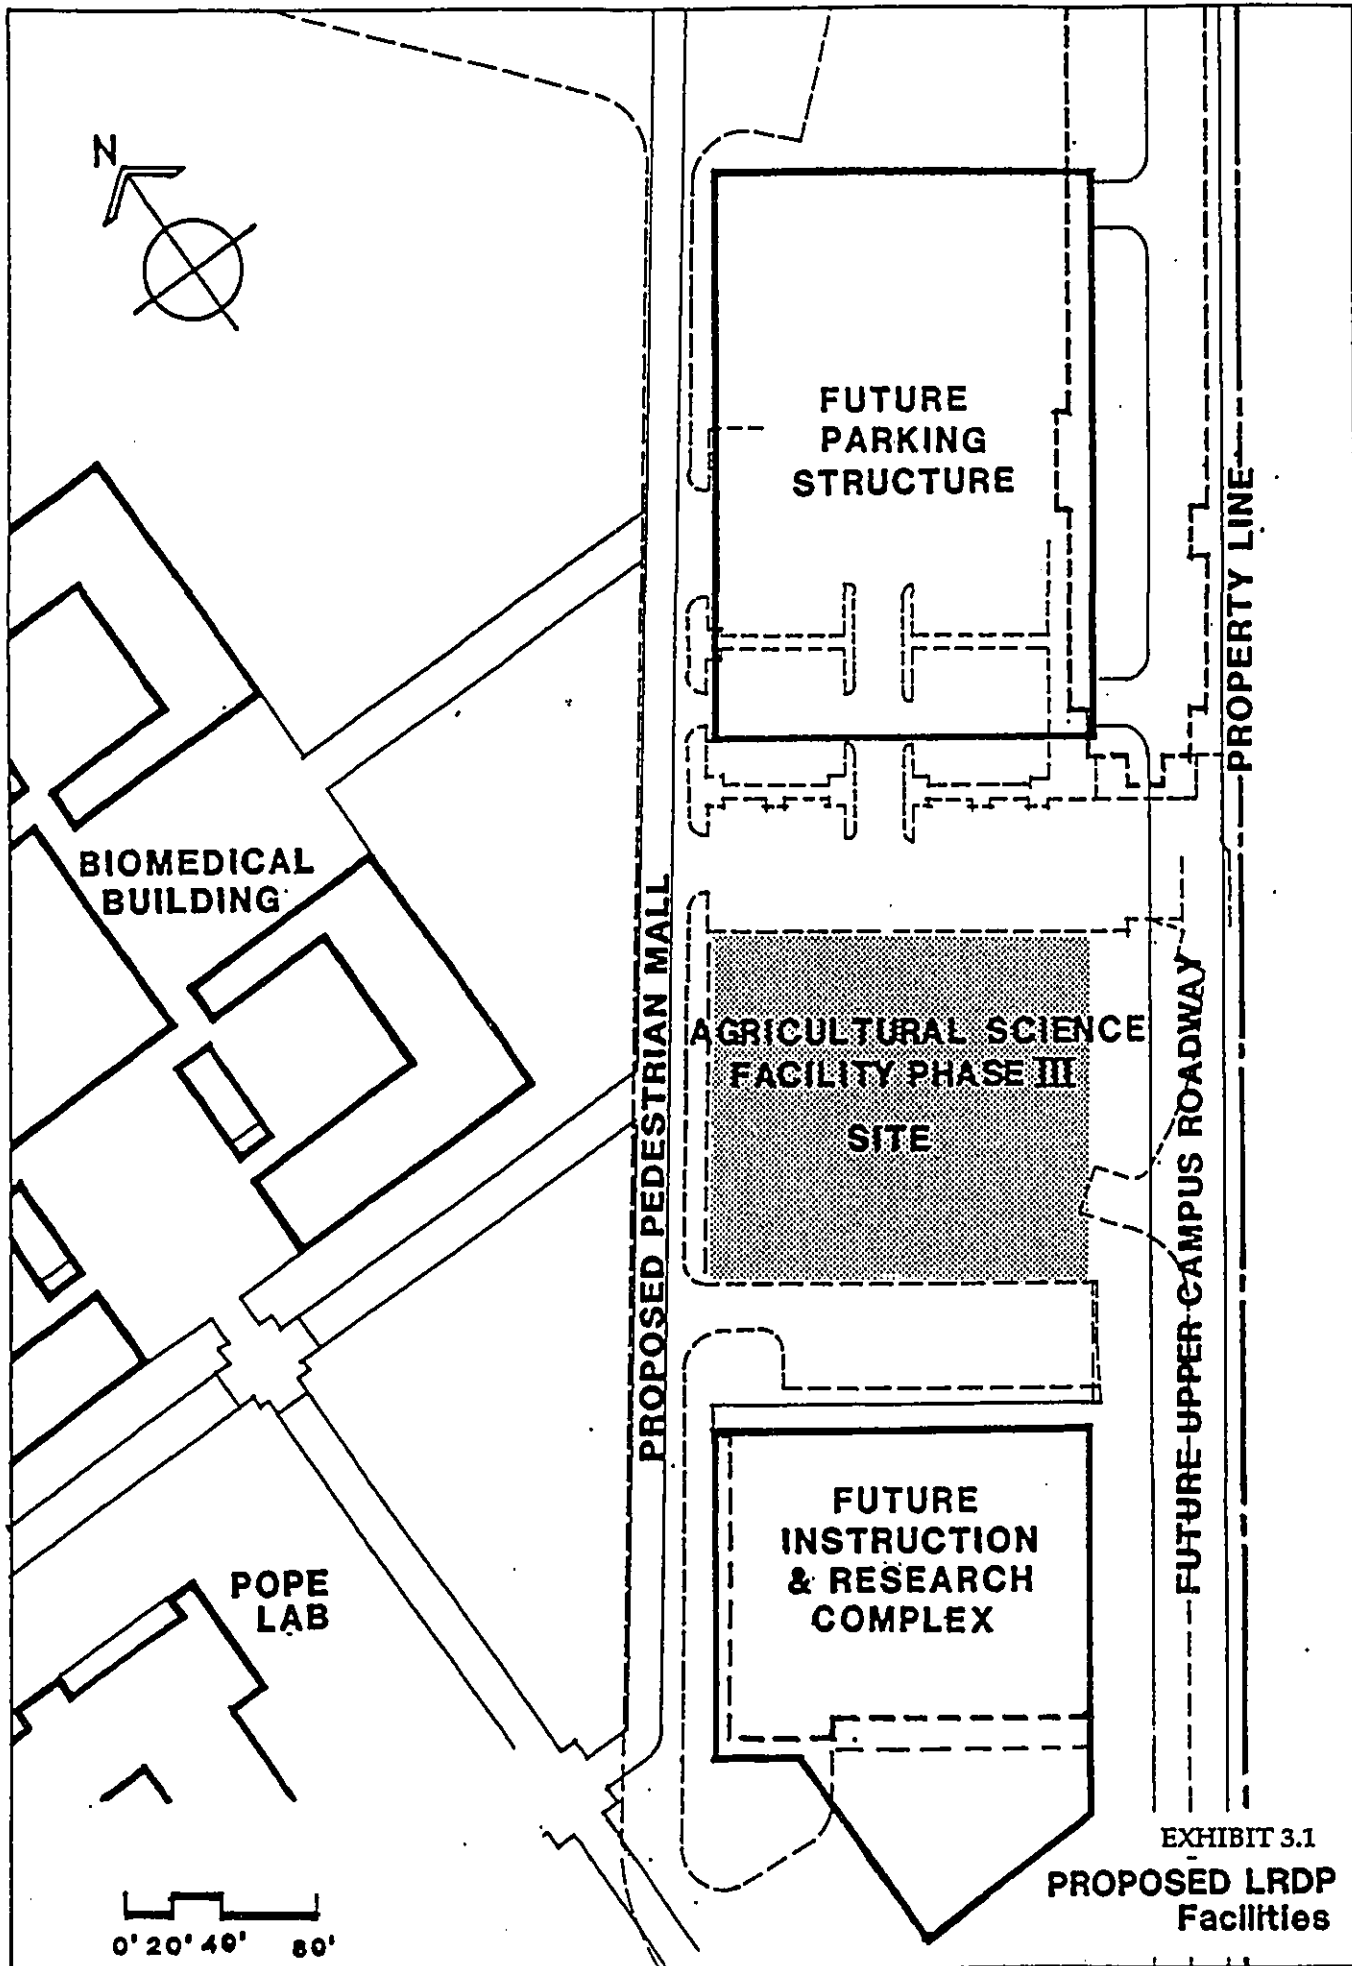 N
FUTURE
PARKING
STRUCTURE
PROPERTY LINE
BIOMEDICAL
BUILDING
PROPOSED PEDESTRIAN MALL
AGRICULTURAL SCIENCE
FACILITY PHASE III
SITE
FUTURE UPPER CAMPUS ROADWAY
FUTURE
INSTRUCTION
& RESEARCH
COMPLEX
POPE
LAB
0' 20' 40' 80'
EXHIBIT 3.1
PROPOSED LRDP
Facilities